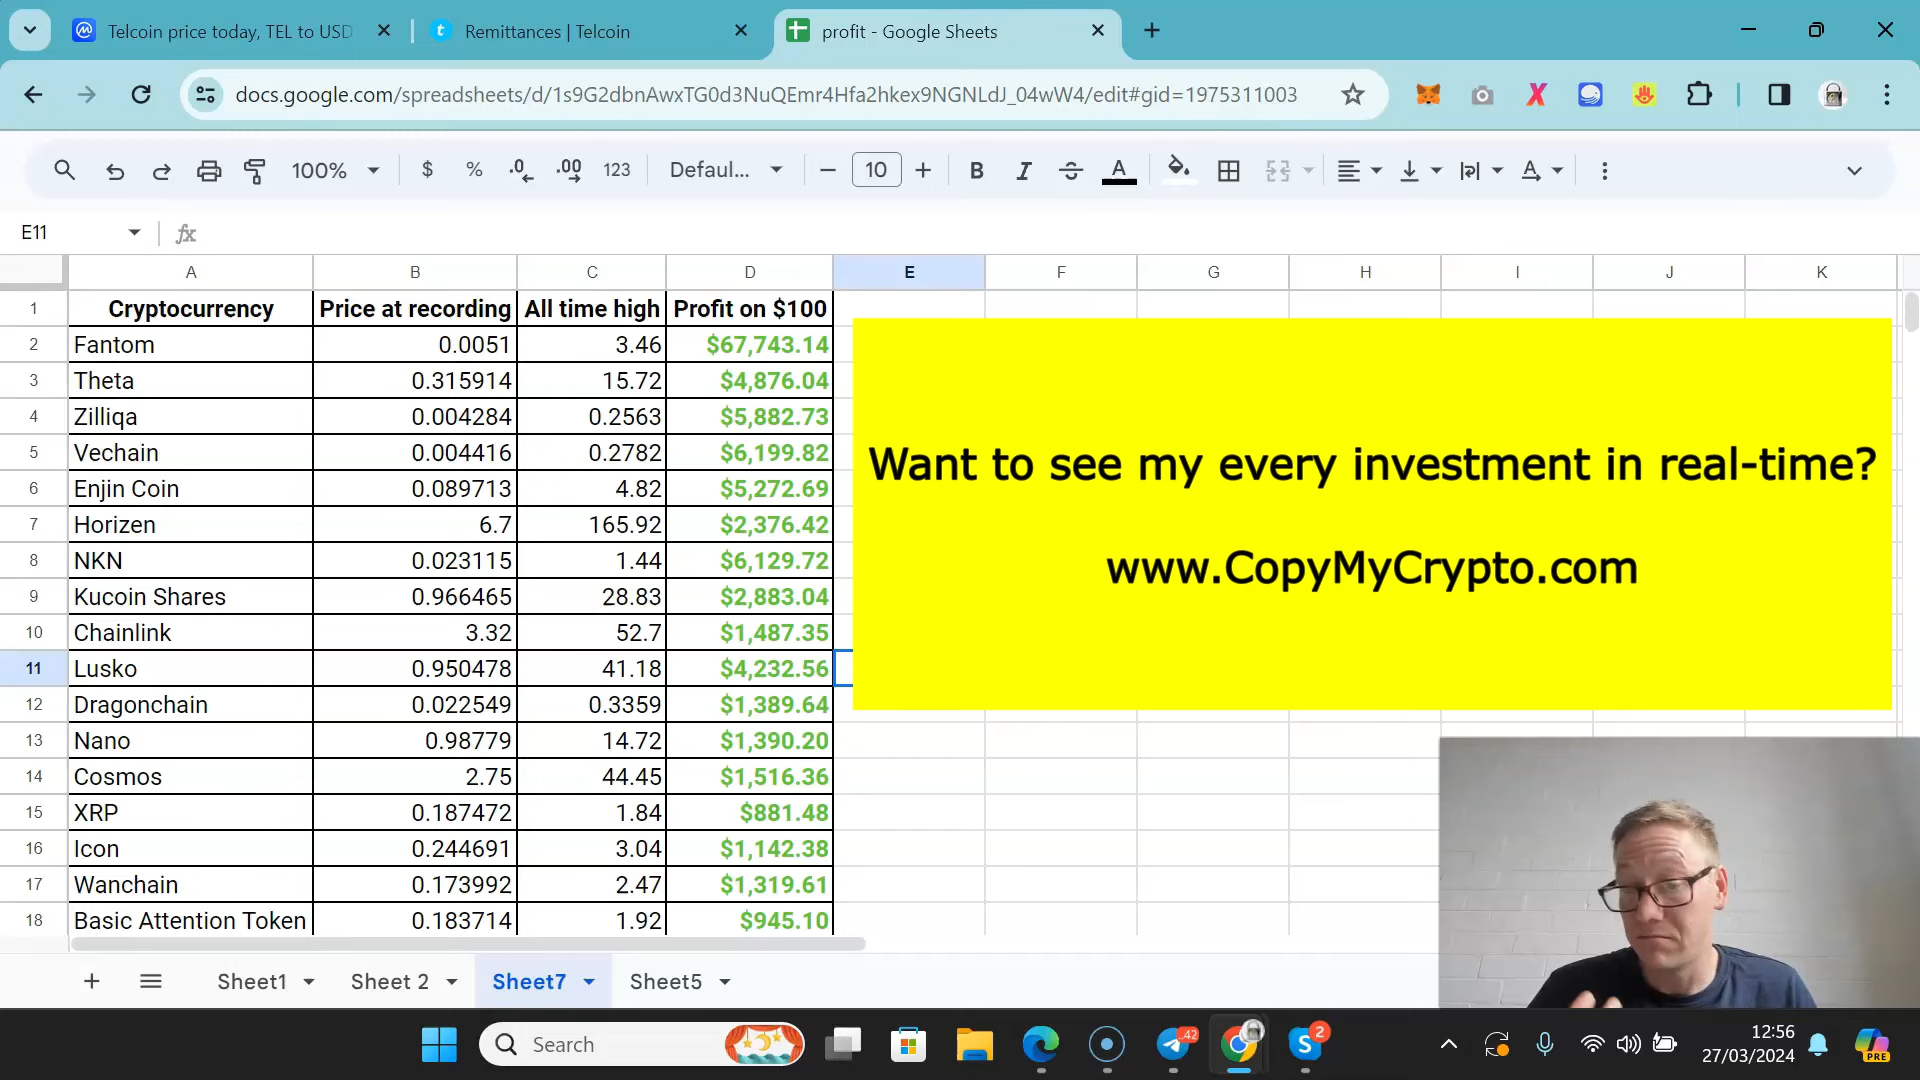 Telcoin price today, TEL to USD
Remittances | Telcoin
profit - Google Sheets
docs.google.com/spreadsheets/d/1s9G2dbnAwxTG0d3NuQEmr4Hfa2hkex9NGNLdJ_04wW4/edit#gid=1975311003
100% $ % .0 .00 123 Defaul... 10 B I S A
E11 fx
A B C D E F G H I J K
1 Cryptocurrency Price at recording All time high Profit on $100
2 Fantom 0.0051 3.46 $67,743.14
3 Theta 0.315914 15.72 $4,876.04
4 Zilliqa 0.004284 0.2563 $5,882.73
5 Vechain 0.004416 0.2782 $6,199.82
6 Enjin Coin 0.089713 4.82 $5,272.69
7 Horizen 6.7 165.92 $2,376.42
8 NKN 0.023115 1.44 $6,129.72
9 Kucoin Shares 0.966465 28.83 $2,883.04
10 Chainlink 3.32 52.7 $1,487.35
11 Lusko 0.950478 41.18 $4,232.56
12 Dragonchain 0.022549 0.3359 $1,389.64
13 Nano 0.98779 14.72 $1,390.20
14 Cosmos 2.75 44.45 $1,516.36
15 XRP 0.187472 1.84 $881.48
16 Icon 0.244691 3.04 $1,142.38
17 Wanchain 0.173992 2.47 $1,319.61
18 Basic Attention Token 0.183714 1.92 $945.10
Want to see my every investment in real-time?
www.CopyMyCrypto.com
Sheet1 Sheet 2 Sheet7 Sheet5
Search
42
2
12:56
27/03/2024
PRE